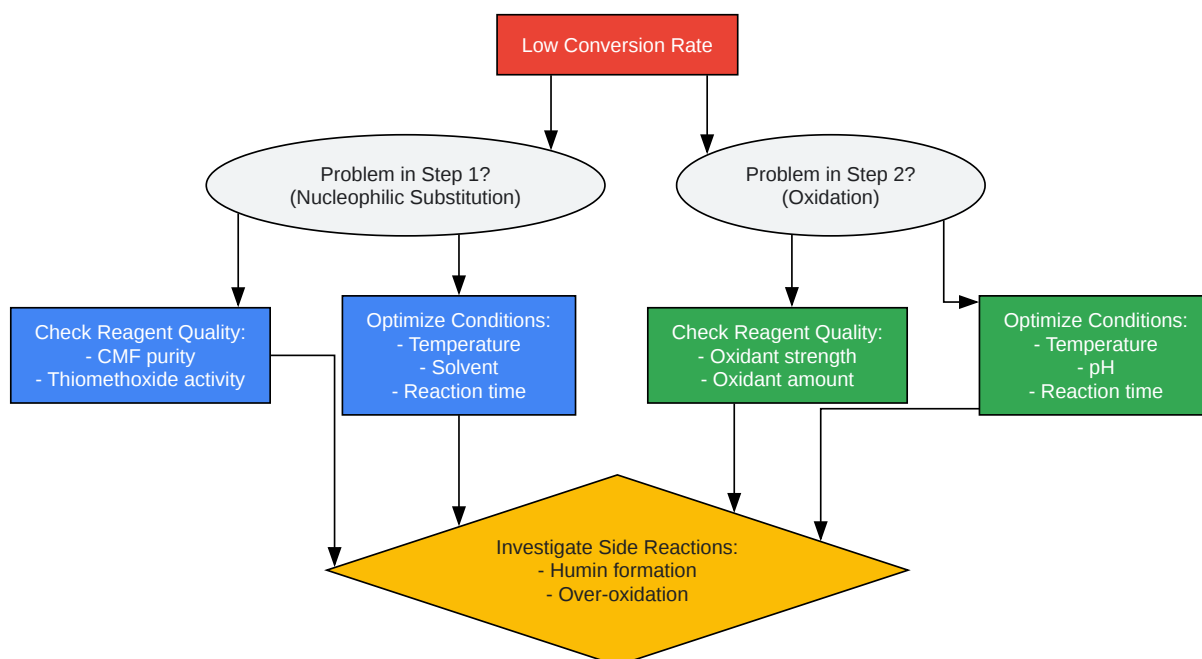 Low Conversion Rate
Problem in Step 1?
(Nucleophilic Substitution)
Problem in Step 2?
(Oxidation)
Check Reagent Quality:
- CMF purity
- Thiomethoxide activity
Optimize Conditions:
- Temperature
- Solvent
- Reaction time
Check Reagent Quality:
- Oxidant strength
- Oxidant amount
Optimize Conditions:
- Temperature
- pH
- Reaction time
Investigate Side Reactions:
- Humin formation
- Over-oxidation